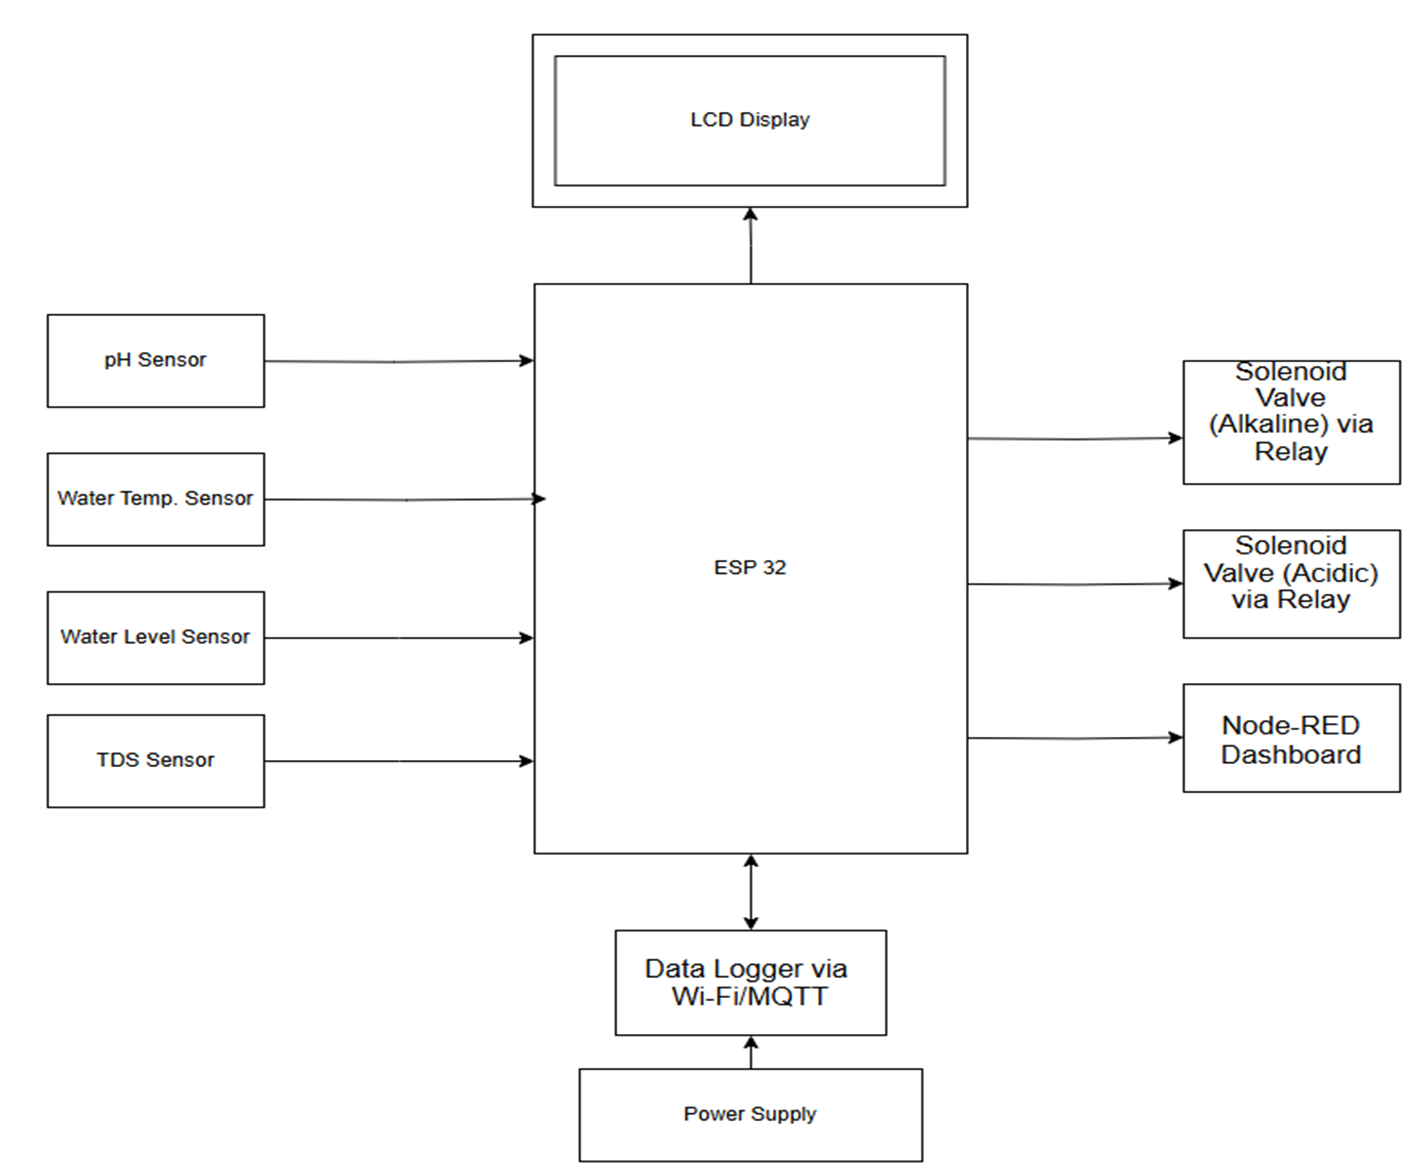 LCD Display
pH Sensor
Water Temp. Sensor
Water Level Sensor
TDS Sensor
ESP 32
Solenoid
Valve
(Alkaline) via
Relay
Solenoid
Valve (Acidic)
via Relay
Node-RED
Dashboard
Data Logger via
Wi-Fi/MQTT
Power Supply